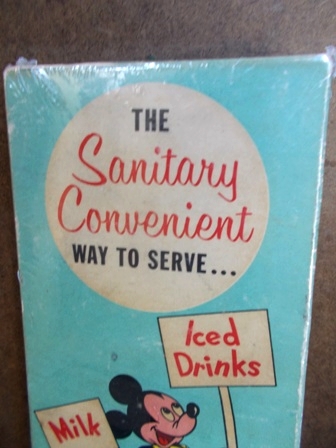 THE
Sanitary
Convenient
WAY TO SERVE...
Iced
Drinks
Milk